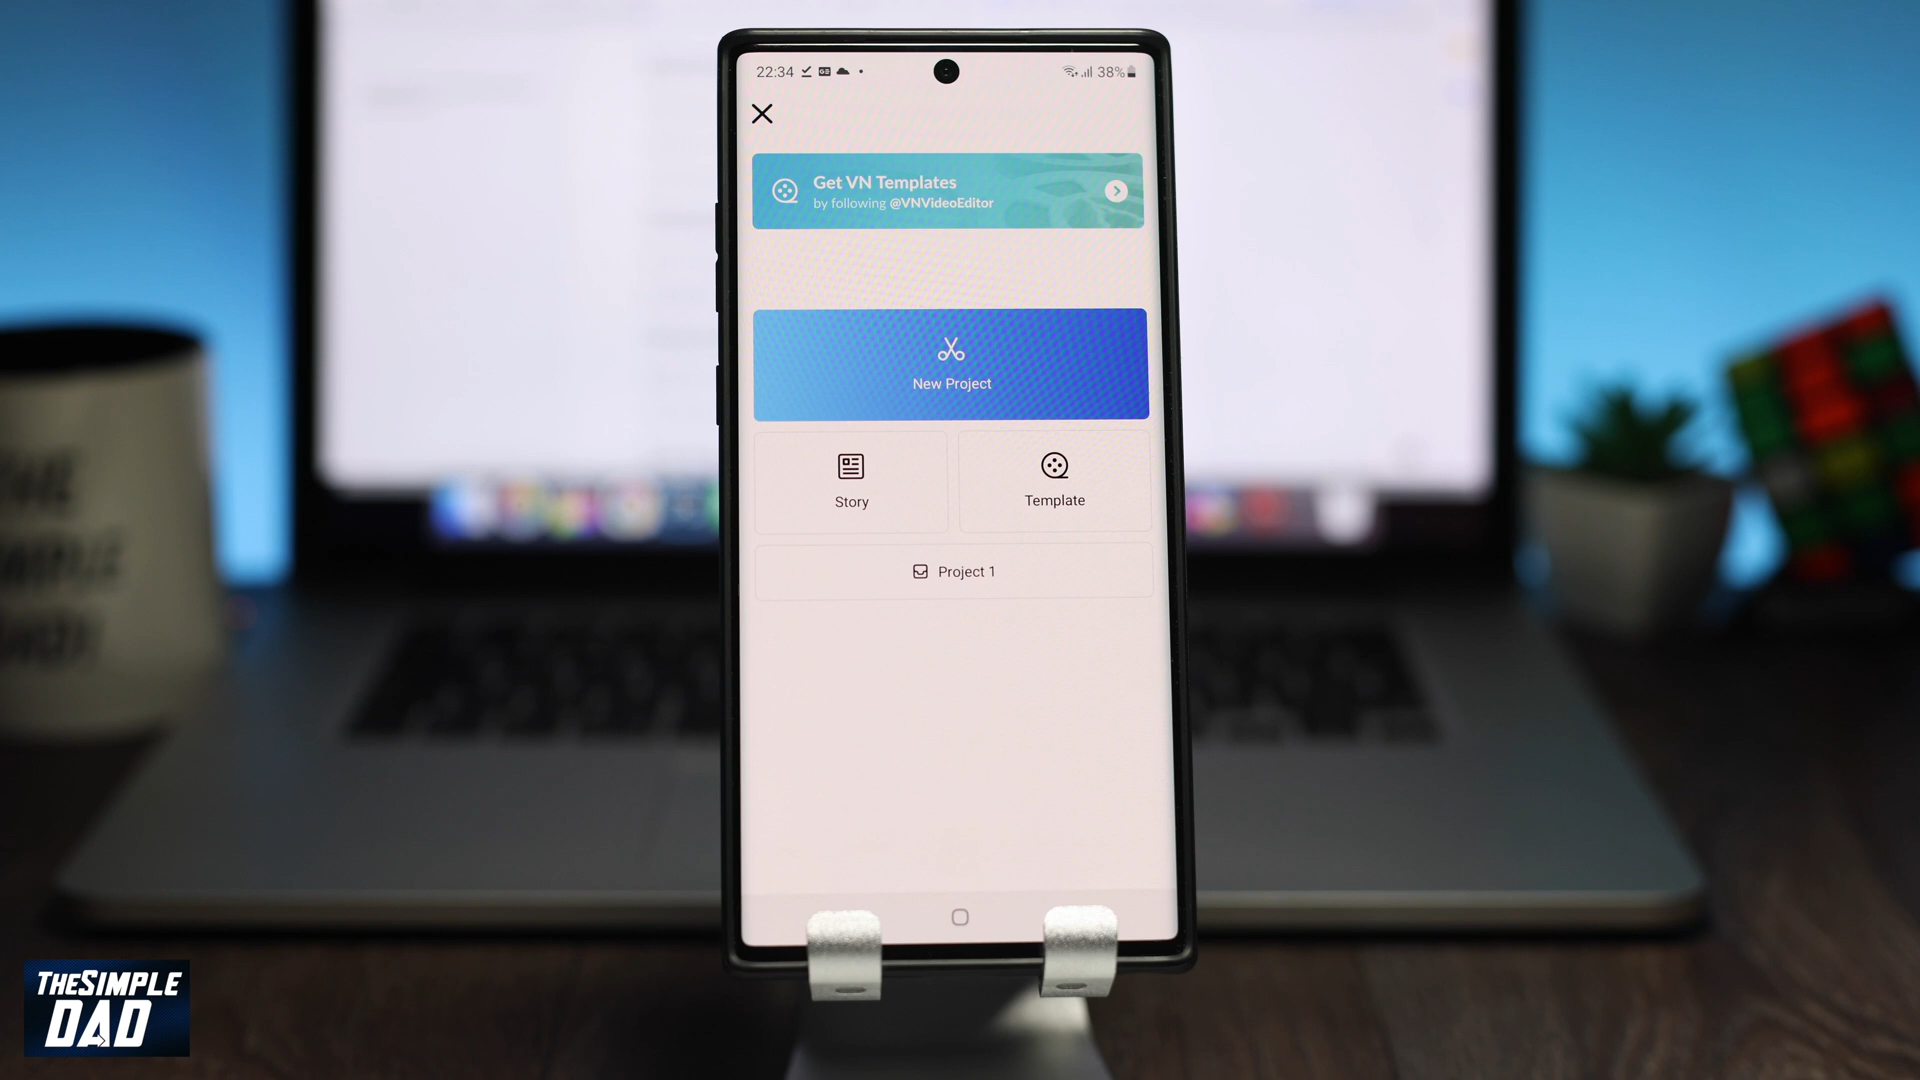 22:34
38%
Get VN Templates
by following @VNVideoEditor
New Project
Story
Template
Project 1
THE SIMPLE
DAD